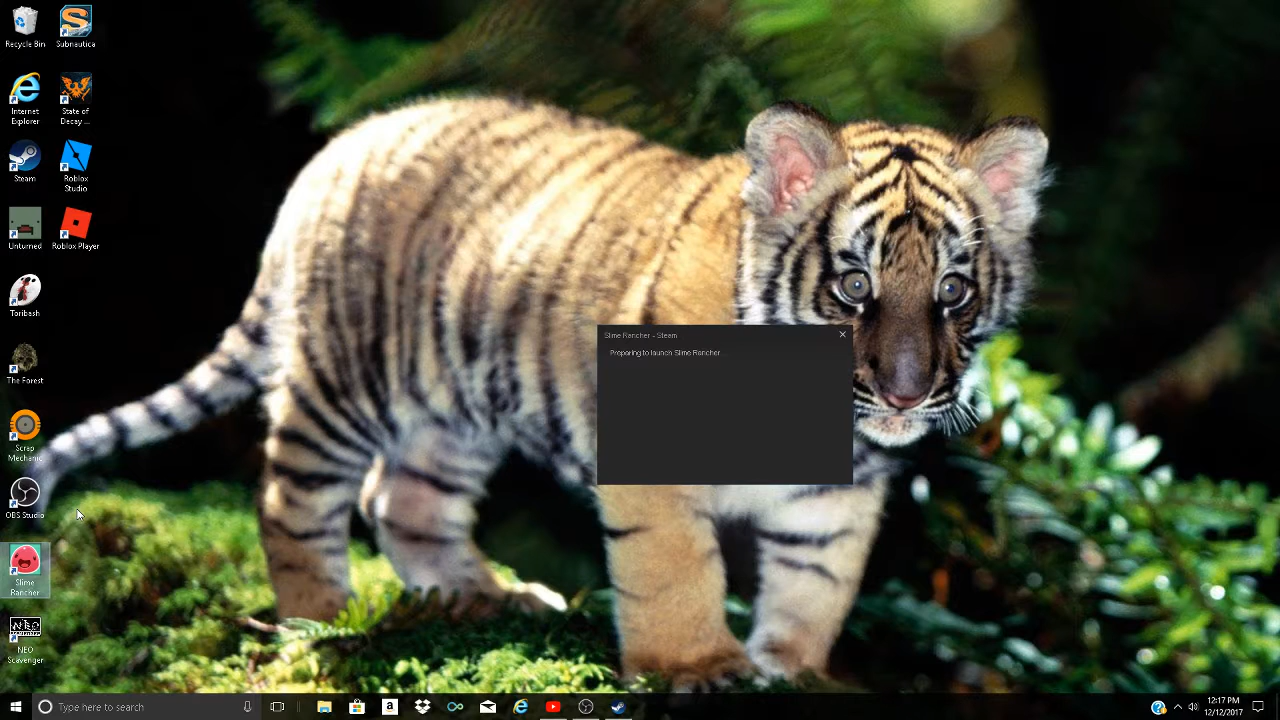 Recycle Bin
Subnautica
Internet
Explorer
State of
Decay ...
Steam
Roblox
Studio
Unturned
Roblox Player
Toribash
The Forest
Scrap
Mechanic
OBS Studio
Slime
Rancher
NEO
NEO
Scavenger
Slime Rancher - Steam
Preparing to launch Slime Rancher
Type here to search
12:17 PM
12/12/2017